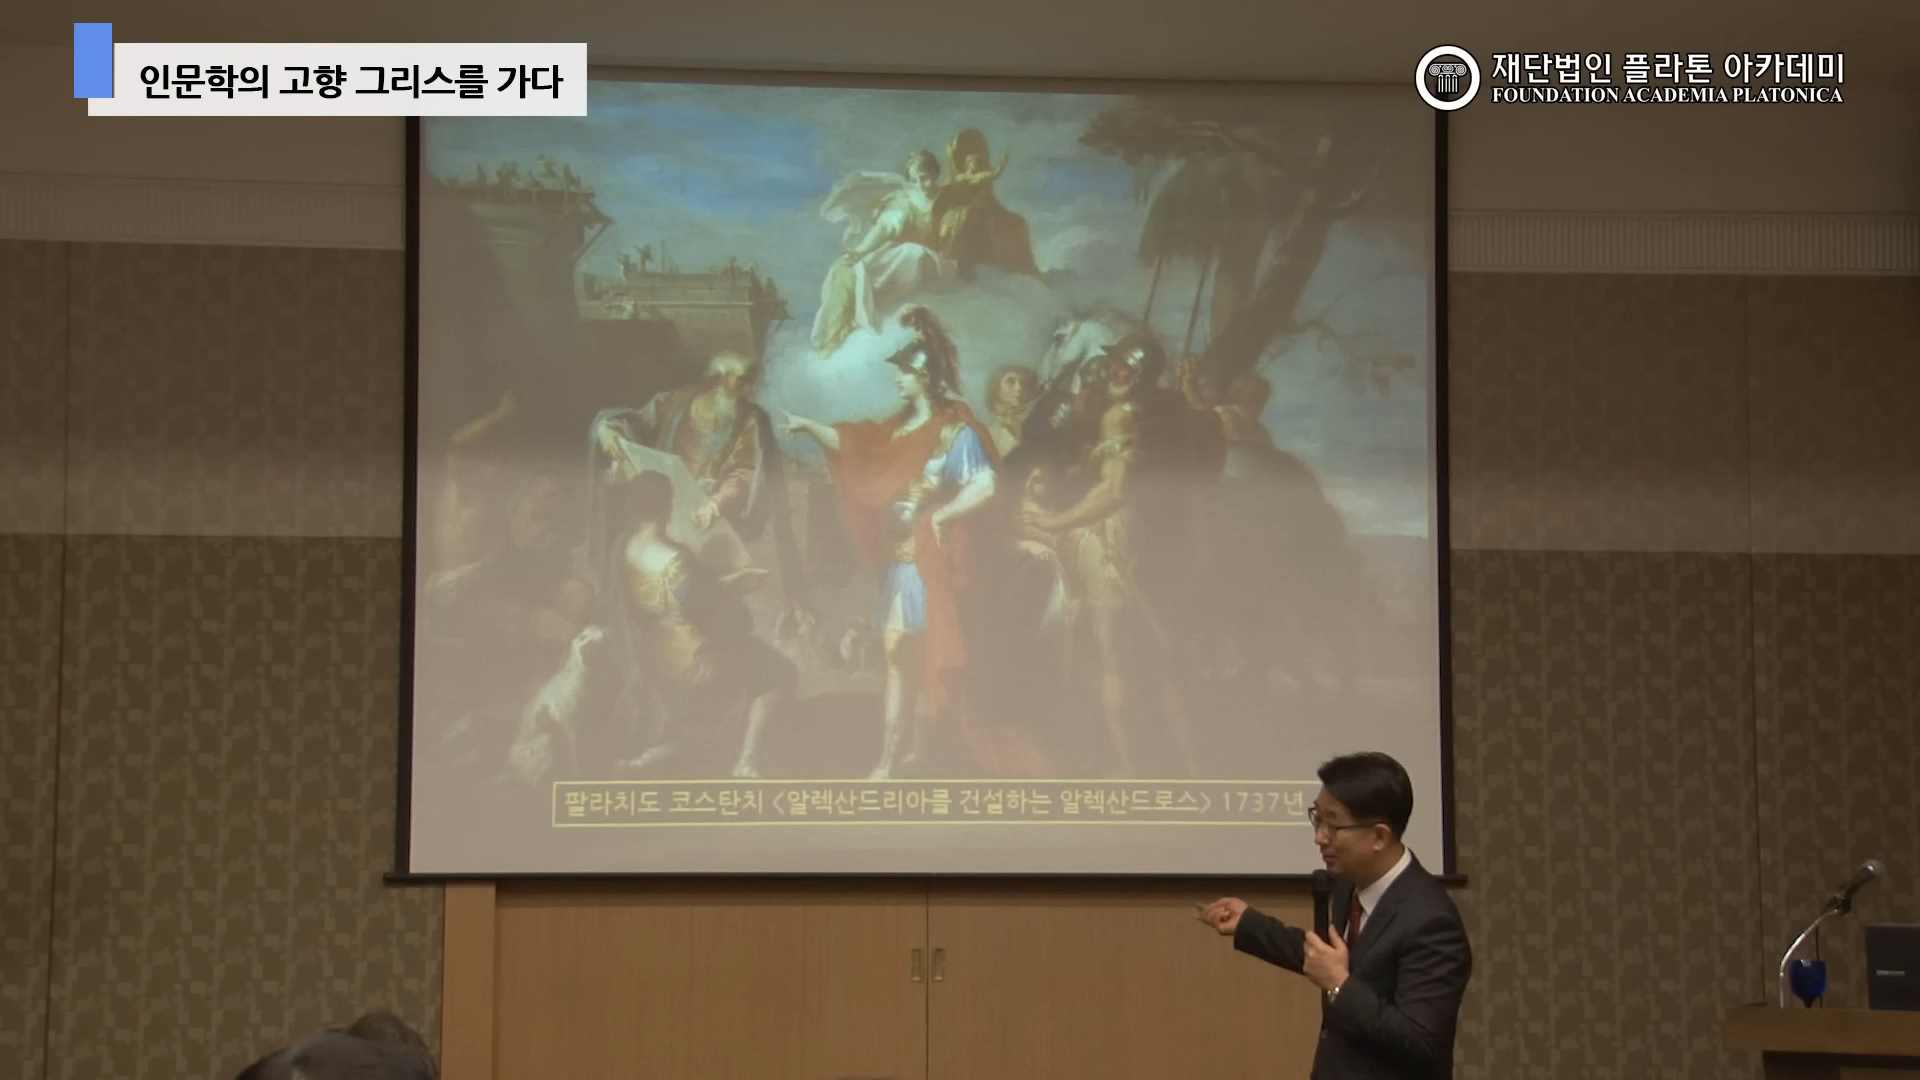 인문학의 고향 그리스를 가다
재단법인 플라톤 아카데미
FOUNDATION ACADEMIA PLATONICA
팔라치도 코스탄치 <알렉산드리아를 건설하는 알렉산드로스> 1737년